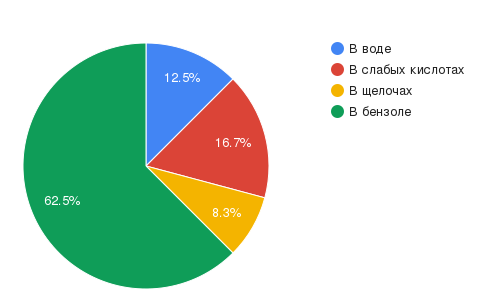 12.5%
16.7%
8.3%
62.5%
В воде
В слабых кислотах
В щелочах
В бензоле